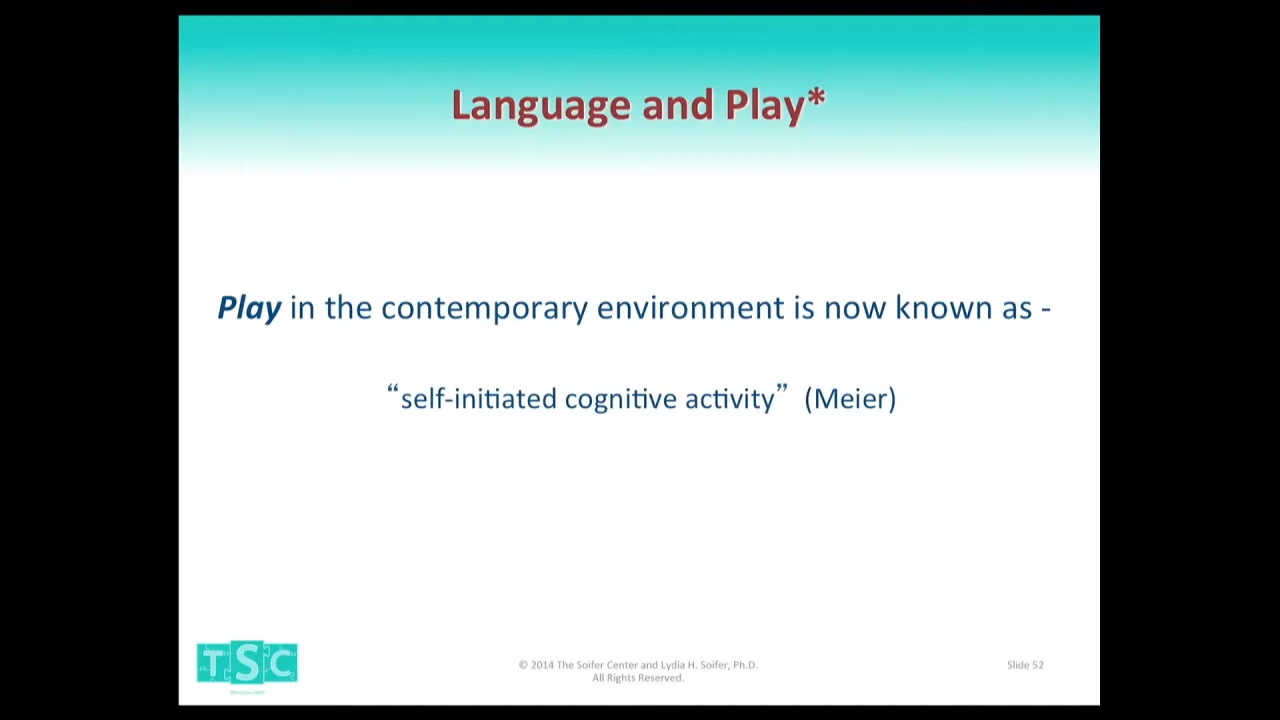 Language and Play*
Play in the contemporary environment is now known as -
“self-initiated cognitive activity” (Meier)
TSC
© 2014 The Soifer Center and Lydia H. Soifer, Ph.D.
All Rights Reserved.
Slide 52